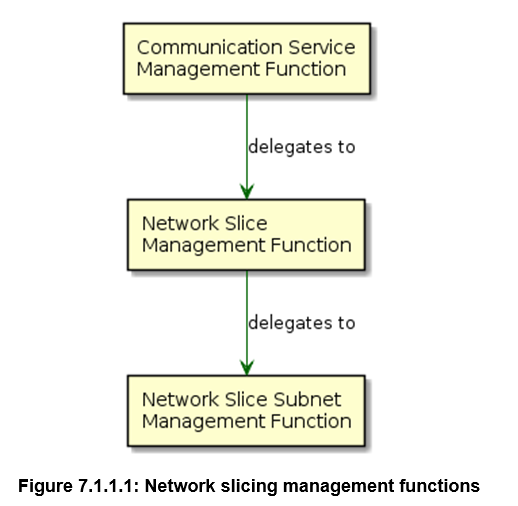 Communication Service
Management Function
delegates to
Network Slice
Management Function
delegates to
Network Slice Subnet
Management Function
Figure 7.1.1.1: Network slicing management functions